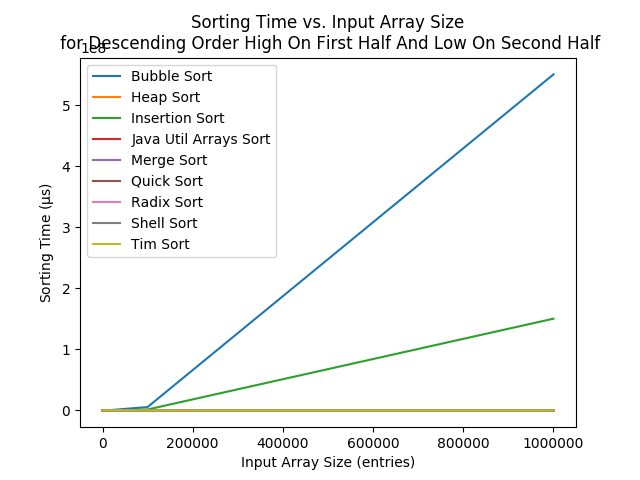 Sorting Time vs. Input Array Size
for Descending Order High On First Half And Low On Second Half
1e8
Bubble Sort
Heap Sort
Insertion Sort
Java Util Arrays Sort
Merge Sort
Quick Sort
Radix Sort
Shell Sort
Tim Sort
Sorting Time (µs)
5
4
3
2
1
0
0 200000 400000 600000 800000 1000000
Input Array Size (entries)